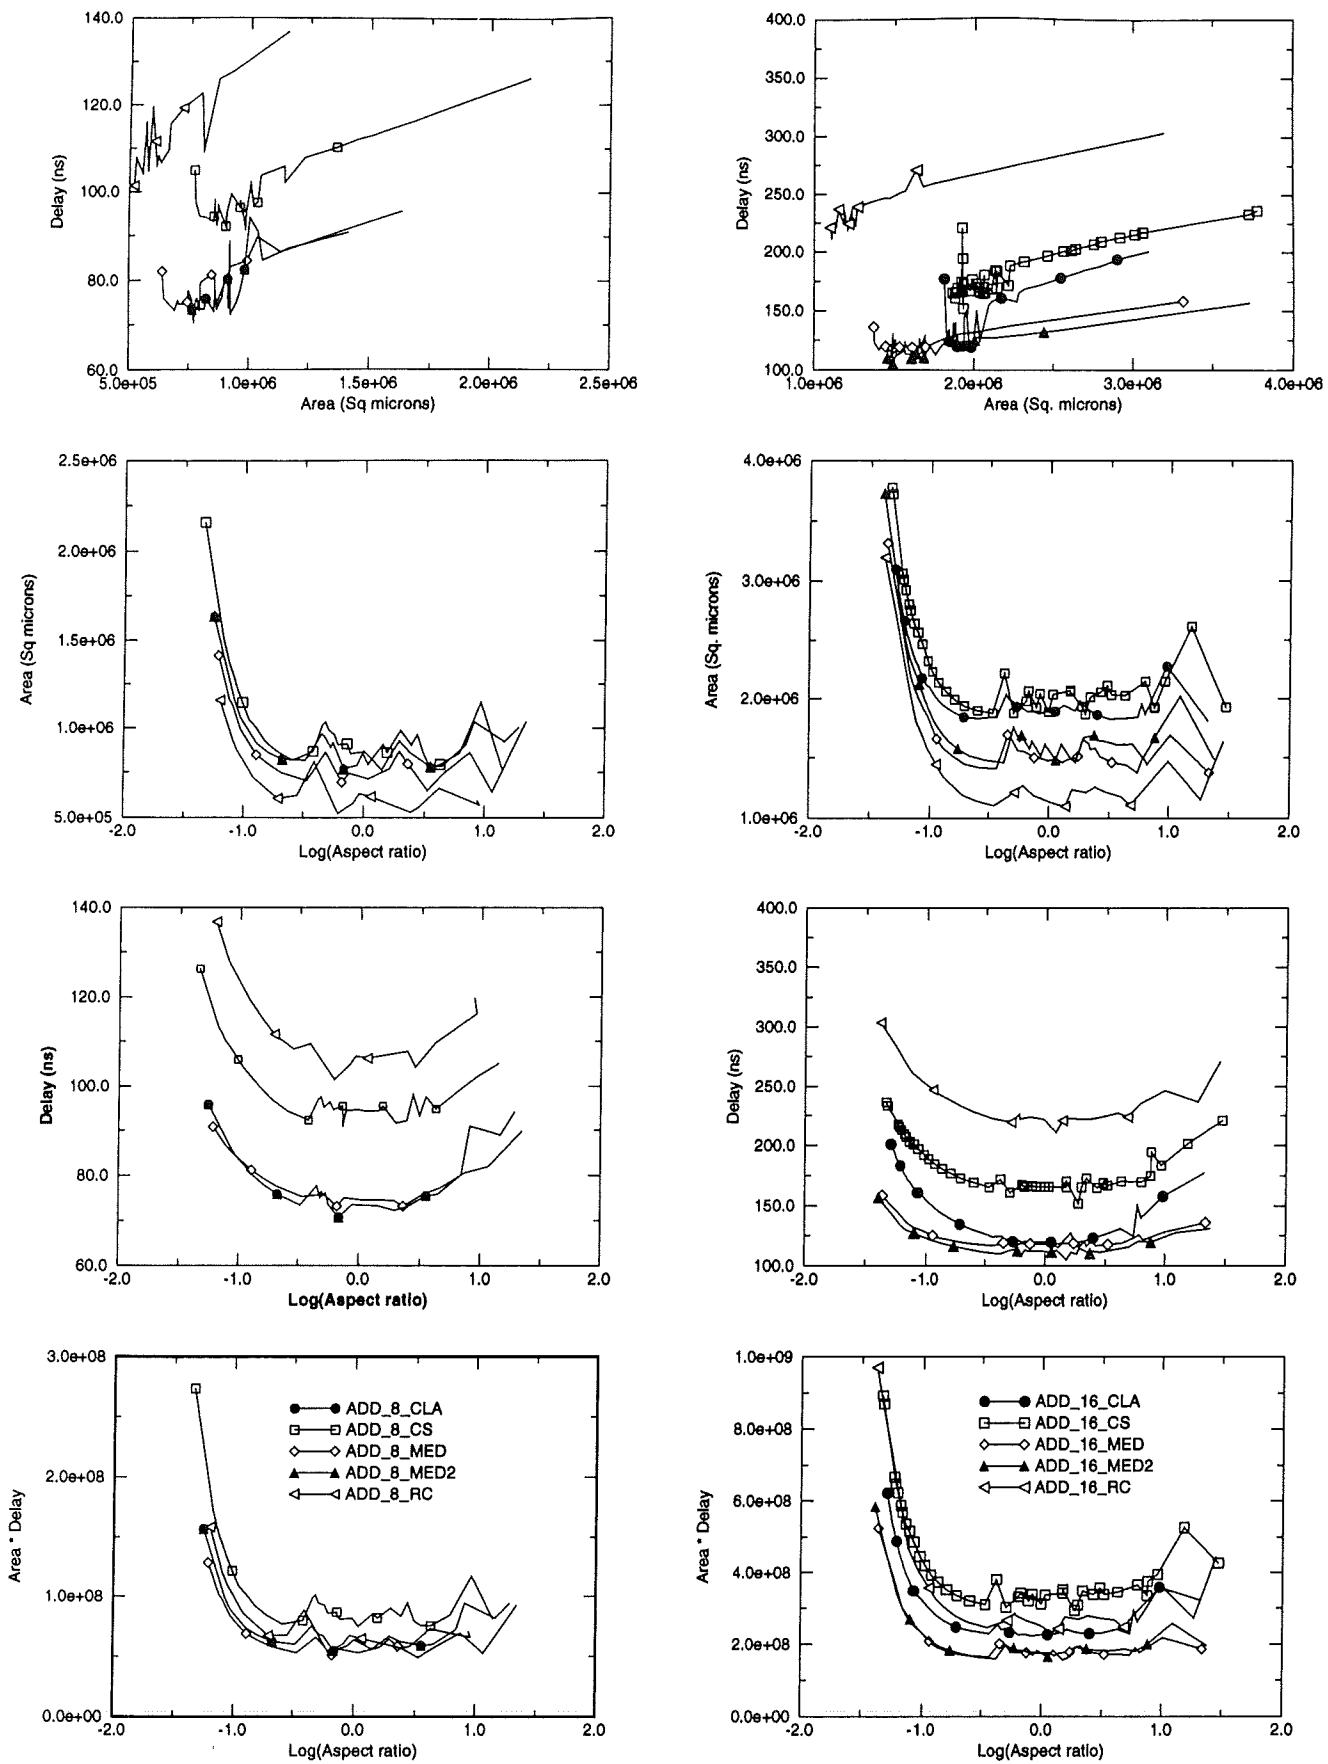 140.0
120.0
100.0
80.0
60.0
Delay (ns)
5.0e+05 1.0e+06 1.5e+06 2.0e+06 2.5e+06
Area (Sq microns)
400.0
350.0
300.0
250.0
200.0
150.0
100.0
Delay (ns)
1.0e+06 2.0e+06 3.0e+06 4.0e+06
Area (Sq. microns)
2.5e+06
2.0e+06
1.5e+06
1.0e+06
5.0e+05
Area (Sq microns)
-2.0 -1.0 0.0 1.0 2.0
Log(Aspect ratio)
4.0e+06
3.0e+06
2.0e+06
1.0e+06
Area (Sq. microns)
-2.0 -1.0 0.0 1.0 2.0
Log(Aspect ratio)
140.0
120.0
100.0
80.0
60.0
Delay (ns)
-2.0 -1.0 0.0 1.0 2.0
Log(Aspect ratio)
400.0
350.0
300.0
250.0
200.0
150.0
100.0
Delay (ns)
-2.0 -1.0 0.0 1.0 2.0
Log(Aspect ratio)
3.0e+08
2.0e+08
1.0e+08
0.0e+00
Area * Delay
ADD_8_CLA
ADD_8_CS
ADD_8_MED
ADD_8_MED2
ADD_8_RC
-2.0 -1.0 0.0 1.0 2.0
Log(Aspect ratio)
1.0e+09
8.0e+08
6.0e+08
4.0e+08
2.0e+08
0.0e+00
Area * Delay
ADD_16_CLA
ADD_16_CS
ADD_16_MED
ADD_16_MED2
ADD_16_RC
-2.0 -1.0 0.0 1.0 2.0
Log(Aspect ratio)